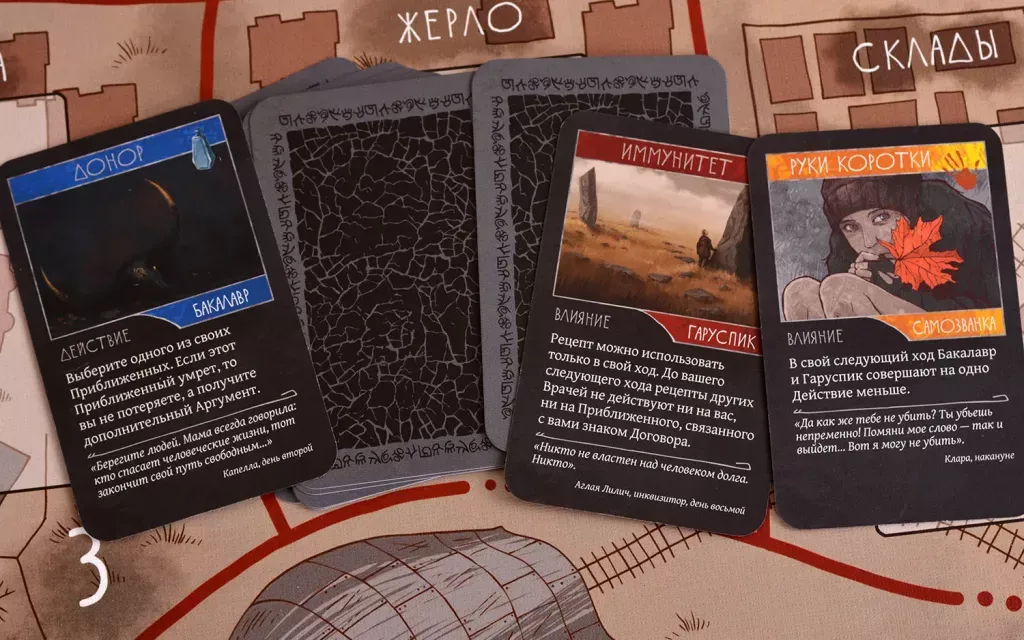 ЖЕРЛО
СКЛАДЫ
ДОНОР
БАКАЛАВР
ДЕЙСТВИЕ
Выберите одного из своих
Приближенных. Если этот
Приближенный умрет, то
вы не потеряете, а получите
дополнительный Аргумент.
«Берегите людей. Мама всегда говорила:
кто спасает человеческие жизни, тот
закончит свой путь свободным...»
Капелла, день второй
ИММУНИТЕТ
ГАРУСПИК
ВЛИЯНИЕ
Рецепт можно использовать
только в свой ход. До вашего
следующего хода рецепты других
Врачей не действуют ни на вас,
ни на Приближенного, связанного
с вами знаком Договора.
«Никто не властен над человеком долга.
Никто».
Аглая Лилич, инквизитор, день восьмой
РУКИ КОРОТКИ
САМОЗВАНКА
ВЛИЯНИЕ
В свой следующий ход Бакалавр
и Гаруспик совершают на одно
Действие меньше.
«Да как же тебе не убить? Ты убьешь
непременно! Помяни мое слово — так и
выйдет... Вот я могу не убить».
Клара, накануне
3